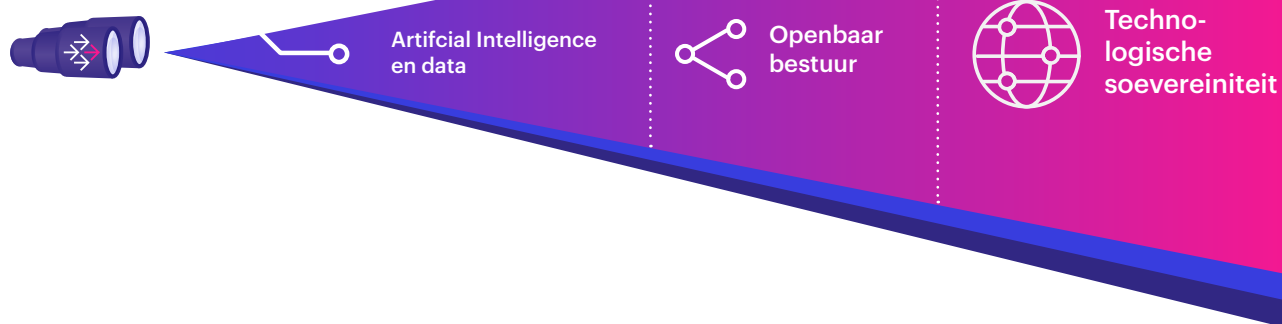 Artifcial Intelligence
en data
Openbaar
bestuur
Techno-
logische
soevereiniteit